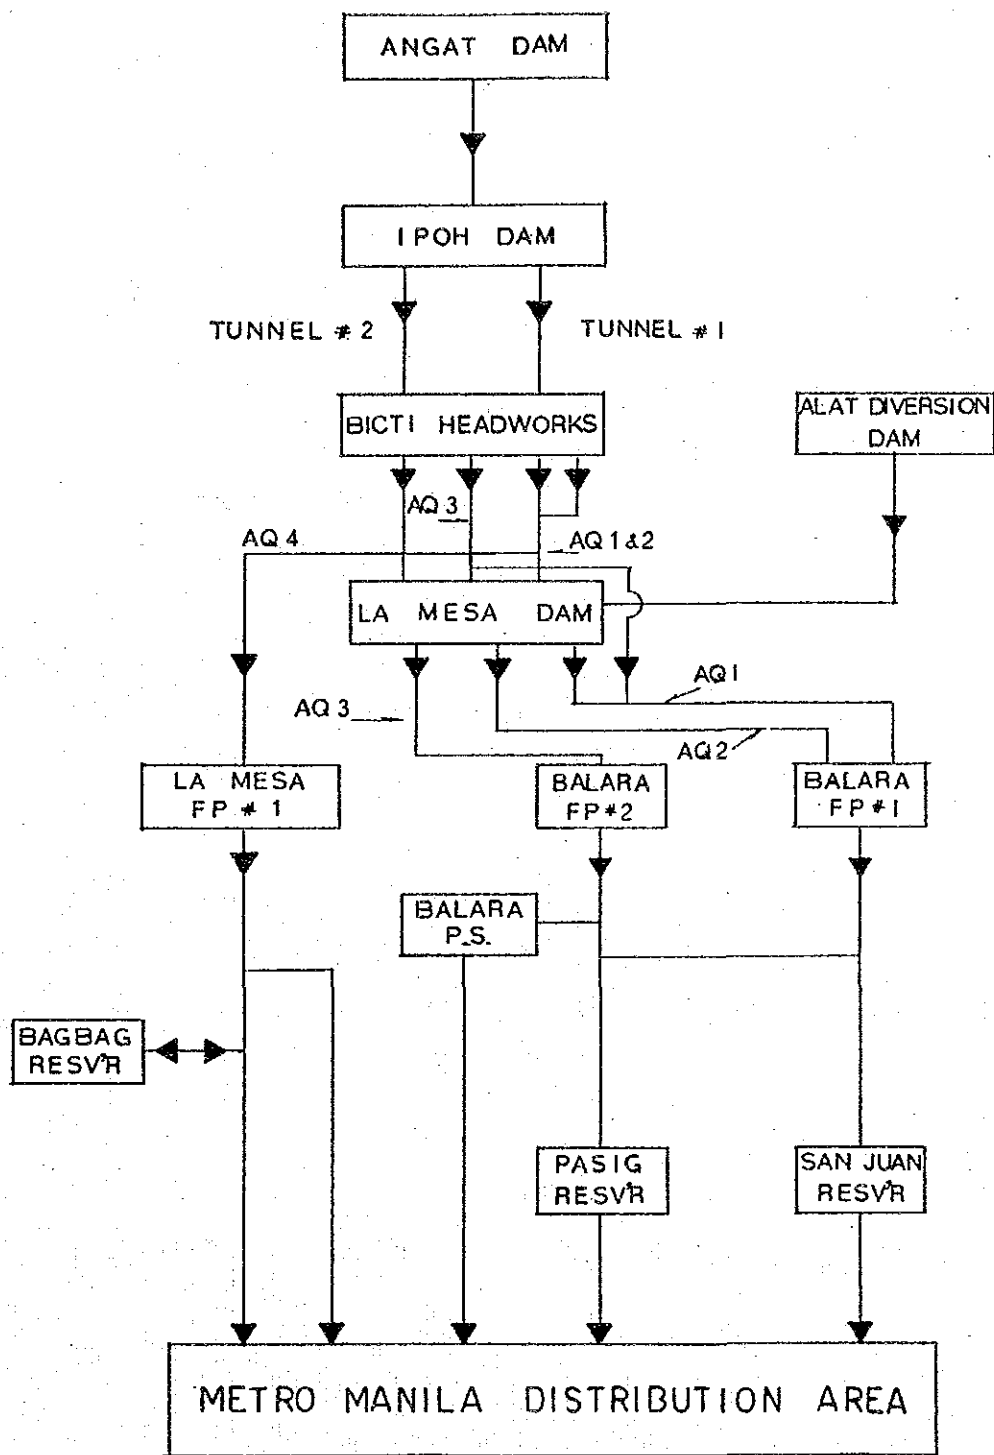 ANGAT DAM
IPOH DAM
TUNNEL # 2
TUNNEL # 1
BICTI HEADWORKS
ALAT DIVERSION
DAM
AQ 3
AQ 4
AQ 1&2
LA MESA DAM
AQ 1
AQ 3
AQ 2
LA MESA
FP # 1
BALARA
FP #2
BALARA
FP #1
BALARA
P.S.
BAGBAG
RESV'R
PASIG
RESV'R
SAN JUAN
RESV'R
METRO MANILA DISTRIBUTION AREA